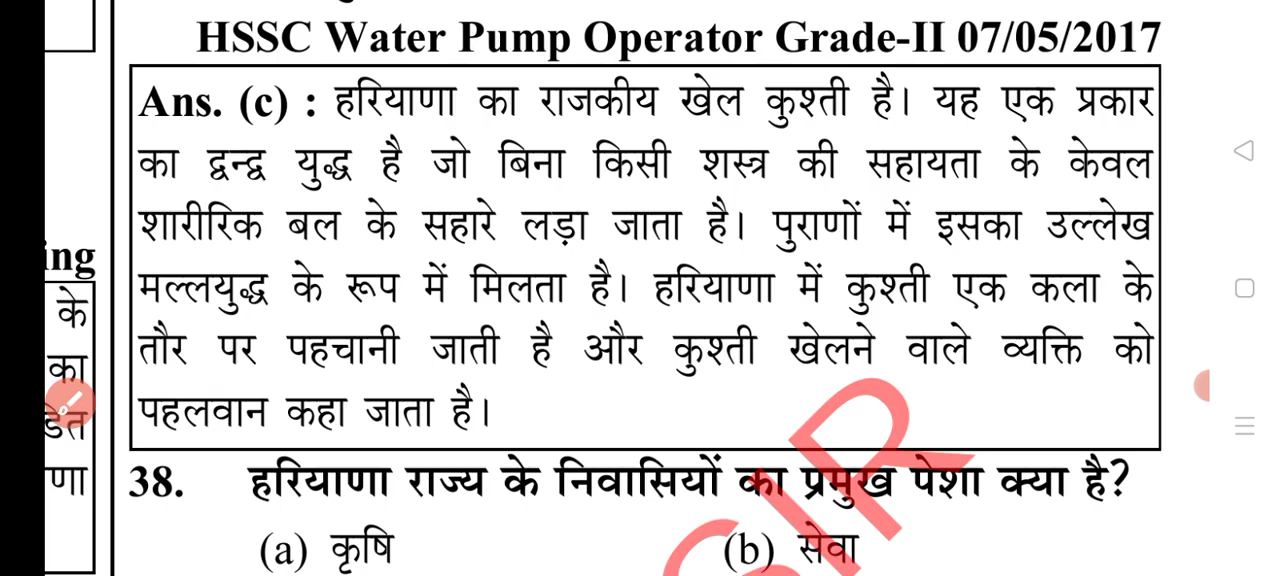 HSSC Water Pump Operator Grade-II 07/05/2017
Ans. (c) : हरियाणा का राजकीय खेल कुश्ती है। यह एक प्रकार
का द्वन्द्व युद्ध है जो बिना किसी शस्त्र की सहायता के केवल
शारीरिक बल के सहारे लड़ा जाता है। पुराणों में इसका उल्लेख
मल्लयुद्ध के रूप में मिलता है। हरियाणा में कुश्ती एक कला के
तौर पर पहचानी जाती है और कुश्ती खेलने वाले व्यक्ति को
पहलवान कहा जाता है।
38. हरियाणा राज्य के निवासियों का प्रमुख पेशा क्या है?
(a) कृषि (b) सेवा
ing
के
का
णा
GIR